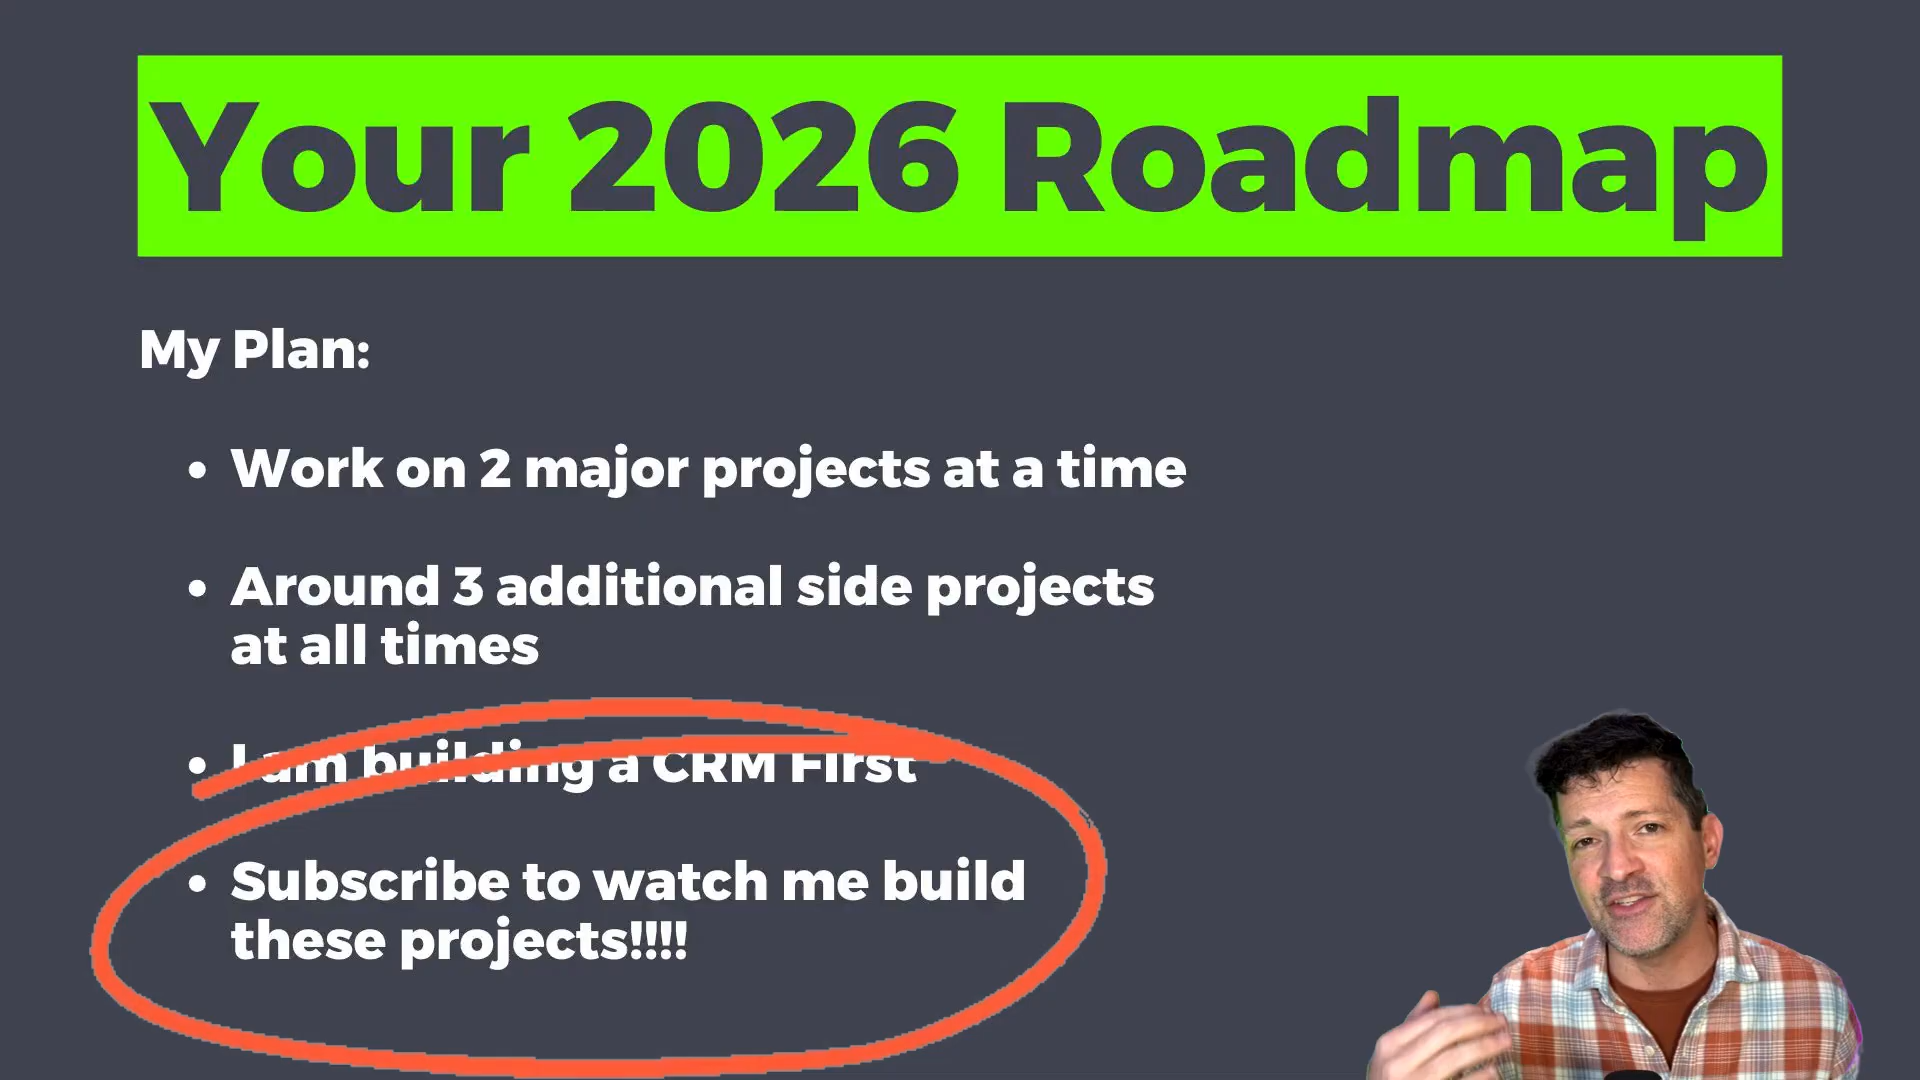 Your 2026 Roadmap
My Plan:
• Work on 2 major projects at a time
• Around 3 additional side projects
at all times
• I am building a CRM First
• Subscribe to watch me build
these projects!!!!